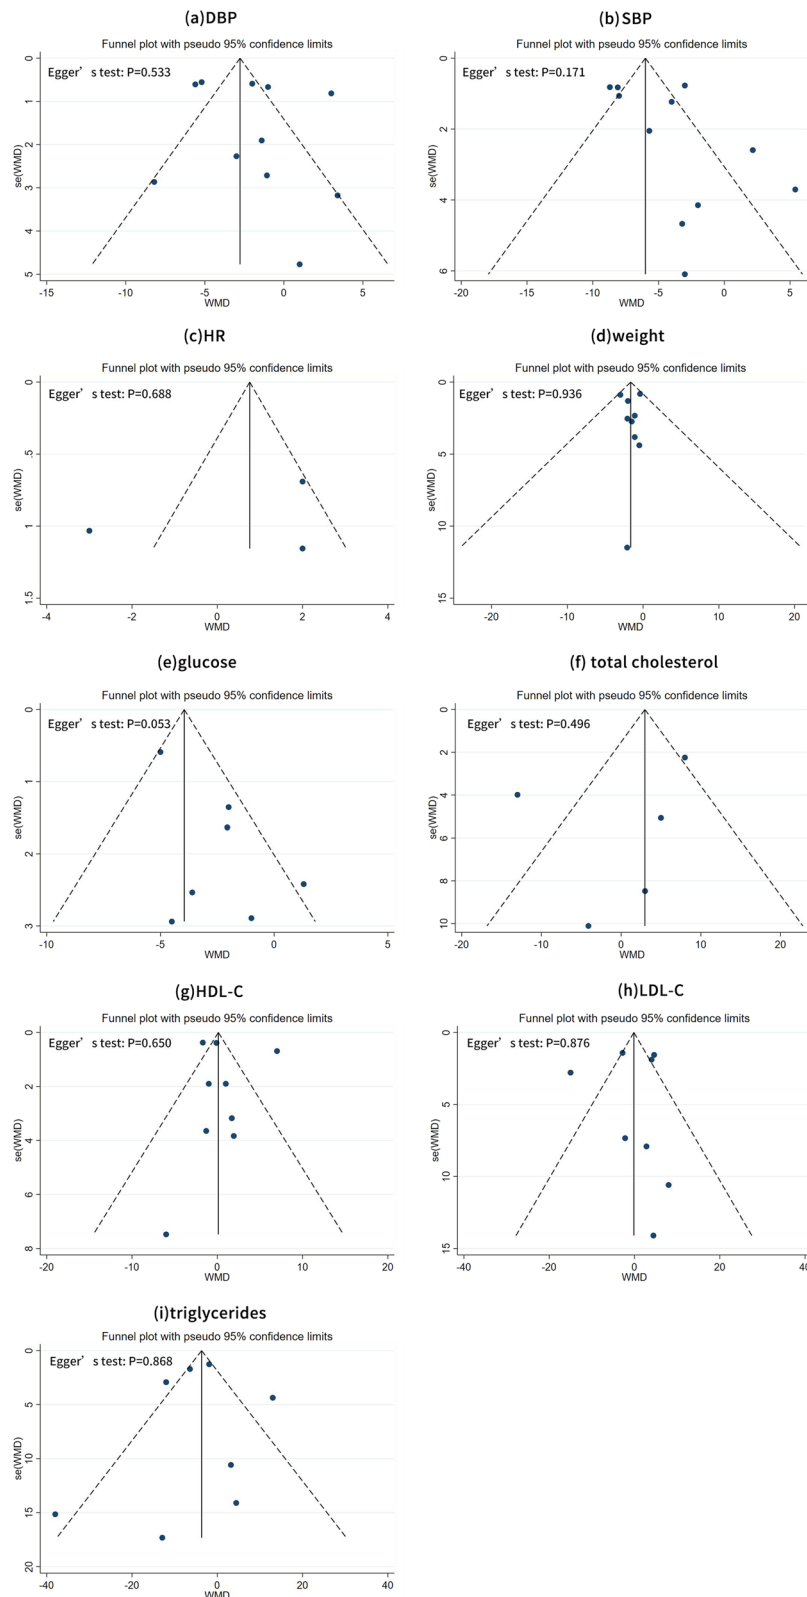 (a)DBP
Funnel plot with pseudo 95% confidence limits
Egger’ s test: P=0.533
se(WMD)
0
1
2
3
4
5
-15 -10 -5 0 5
WMD
(b)SBP
Funnel plot with pseudo 95% confidence limits
Egger’ s test: P=0.171
se(WMD)
0
2
4
6
-20 -15 -10 -5 0 5
WMD
(c)HR
Funnel plot with pseudo 95% confidence limits
Egger’ s test: P=0.688
se(WMD)
0
.5
1
1.5
-4 -2 0 2 4
WMD
(d)weight
Funnel plot with pseudo 95% confidence limits
Egger’ s test: P=0.936
se(WMD)
0
5
10
15
-20 -10 0 10 20
WMD
(e)glucose
Funnel plot with pseudo 95% confidence limits
Egger’ s test: P=0.053
se(WMD)
0
1
2
3
-10 -5 0 5
WMD
(f) total cholesterol
Funnel plot with pseudo 95% confidence limits
Egger’ s test: P=0.496
se(WMD)
0
2
4
6
8
10
-20 -10 0 10 20
WMD
(g)HDL-C
Funnel plot with pseudo 95% confidence limits
Egger’ s test: P=0.650
se(WMD)
0
2
4
6
8
-20 -10 0 10 20
WMD
(h)LDL-C
Funnel plot with pseudo 95% confidence limits
Egger’ s test: P=0.876
se(WMD)
0
5
10
15
-40 -20 0 20 40
WMD
(i)triglycerides
Funnel plot with pseudo 95% confidence limits
Egger’ s test: P=0.868
se(WMD)
0
5
10
15
20
-40 -20 0 20 40
WMD